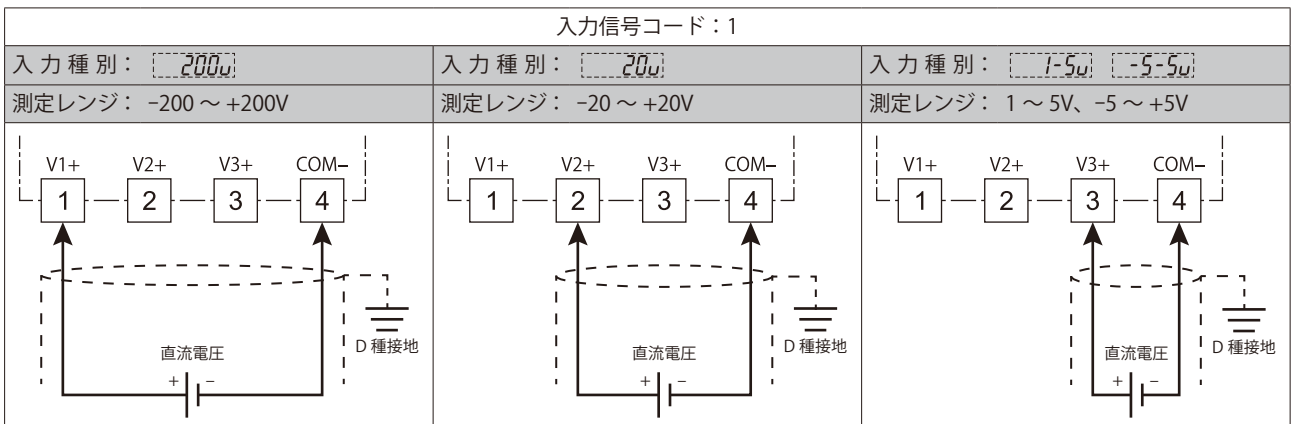 入力信号コード：1
入力種別： 200u
入力種別： 20u
入力種別： 1-5u -5-5u
測定レンジ： −200 ～ +200V
測定レンジ： −20 ～ +20V
測定レンジ： 1 ～ 5V、−5 ～ +5V
V1+ V2+ V3+ COM−
1 2 3 4
直流電圧
+ −
D 種接地
V1+ V2+ V3+ COM−
1 2 3 4
直流電圧
+ −
D 種接地
V1+ V2+ V3+ COM−
1 2 3 4
直流電圧
+ −
D 種接地